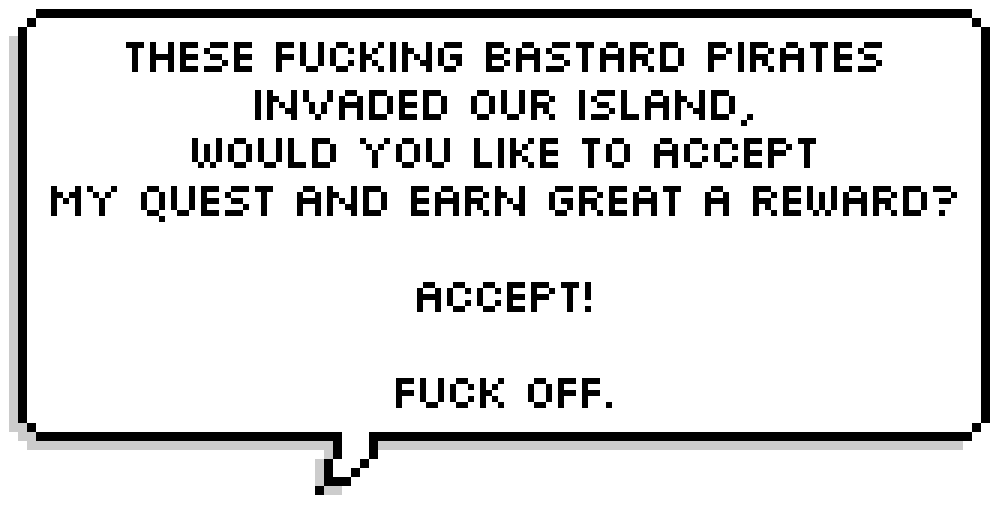 THESE FUCKING BASTARD PIRATES
INVADED OUR ISLAND,
WOULD YOU LIKE TO ACCEPT
MY QUEST AND EARN GREAT A REWARD?
ACCEPT!
FUCK OFF.